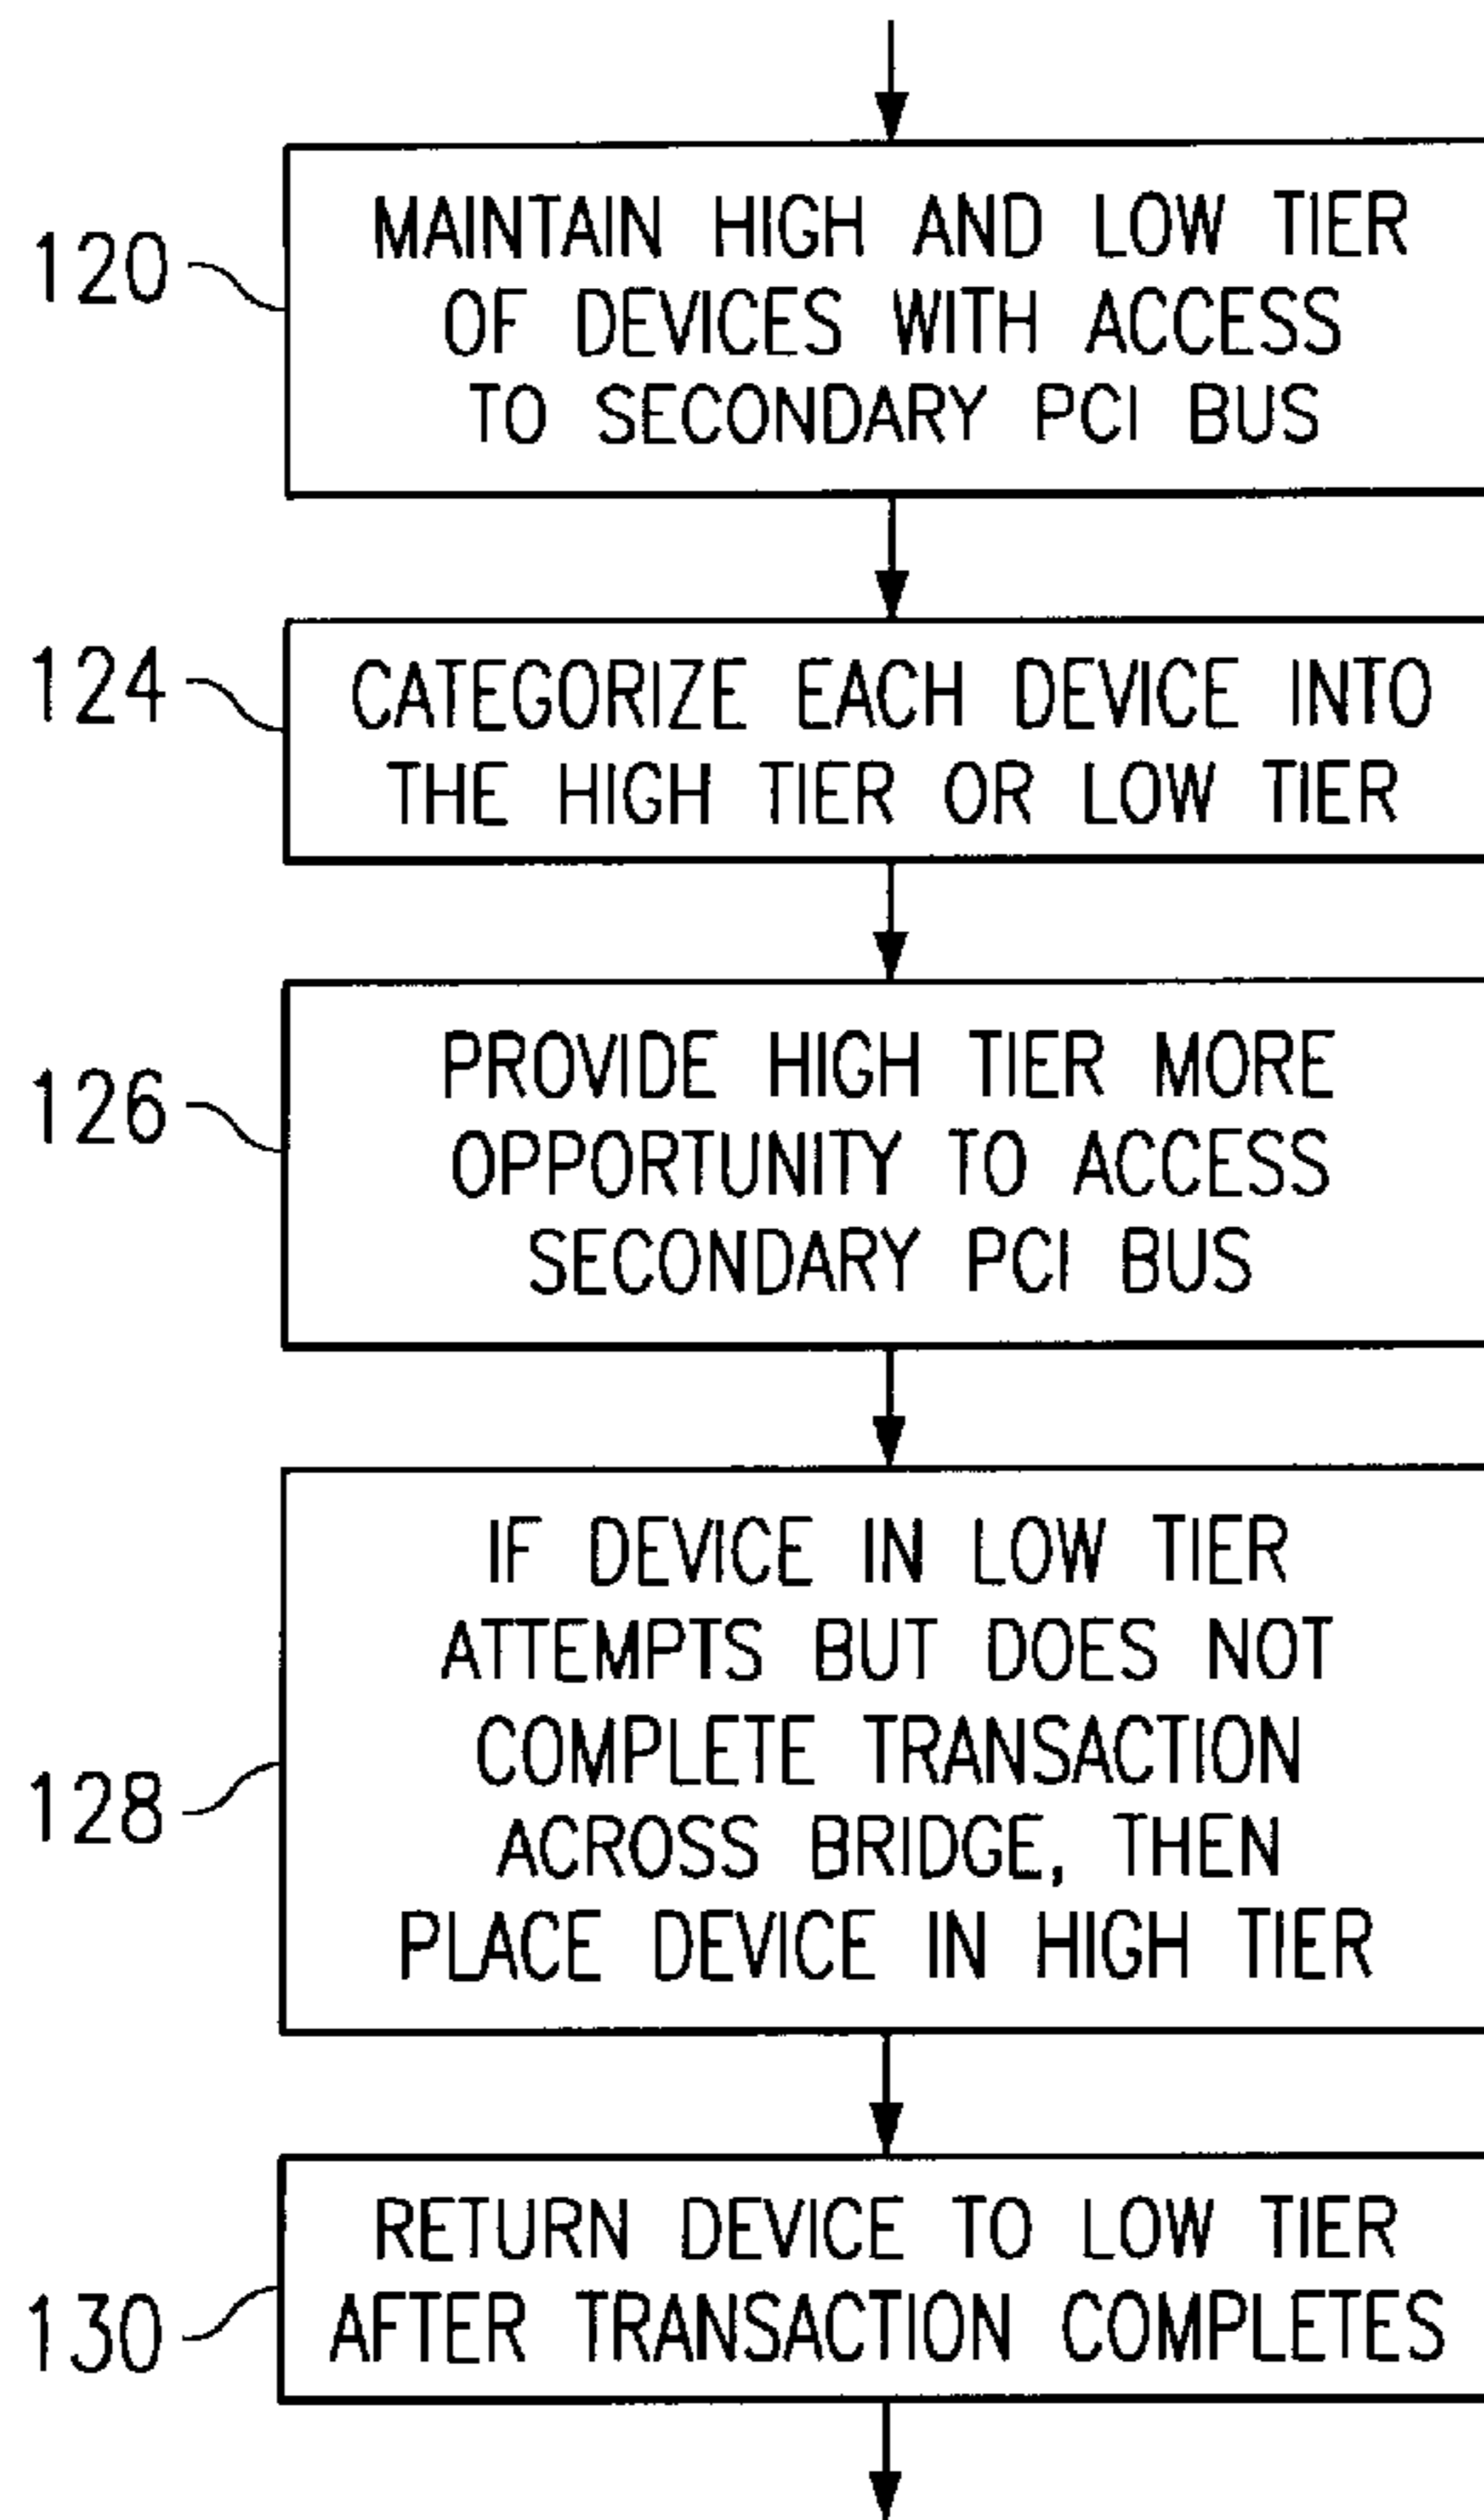 120
MAINTAIN HIGH AND LOW TIER
OF DEVICES WITH ACCESS
TO SECONDARY PCI BUS
124
CATEGORIZE EACH DEVICE INTO
THE HIGH TIER OR LOW TIER
126
PROVIDE HIGH TIER MORE
OPPORTUNITY TO ACCESS
SECONDARY PCI BUS
128
IF DEVICE IN LOW TIER
ATTEMPTS BUT DOES NOT
COMPLETE TRANSACTION
ACROSS BRIDGE, THEN
PLACE DEVICE IN HIGH TIER
130
RETURN DEVICE TO LOW TIER
AFTER TRANSACTION COMPLETES